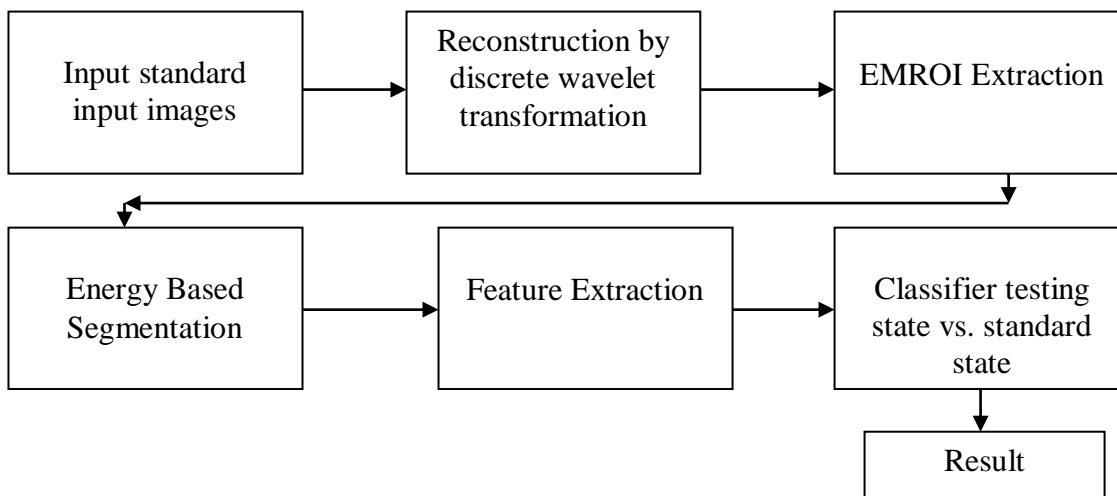 Input standard
input images
Reconstruction by
discrete wavelet
transformation
EMROI Extraction
Energy Based
Segmentation
Feature Extraction
Classifier testing
state vs. standard
state
Result